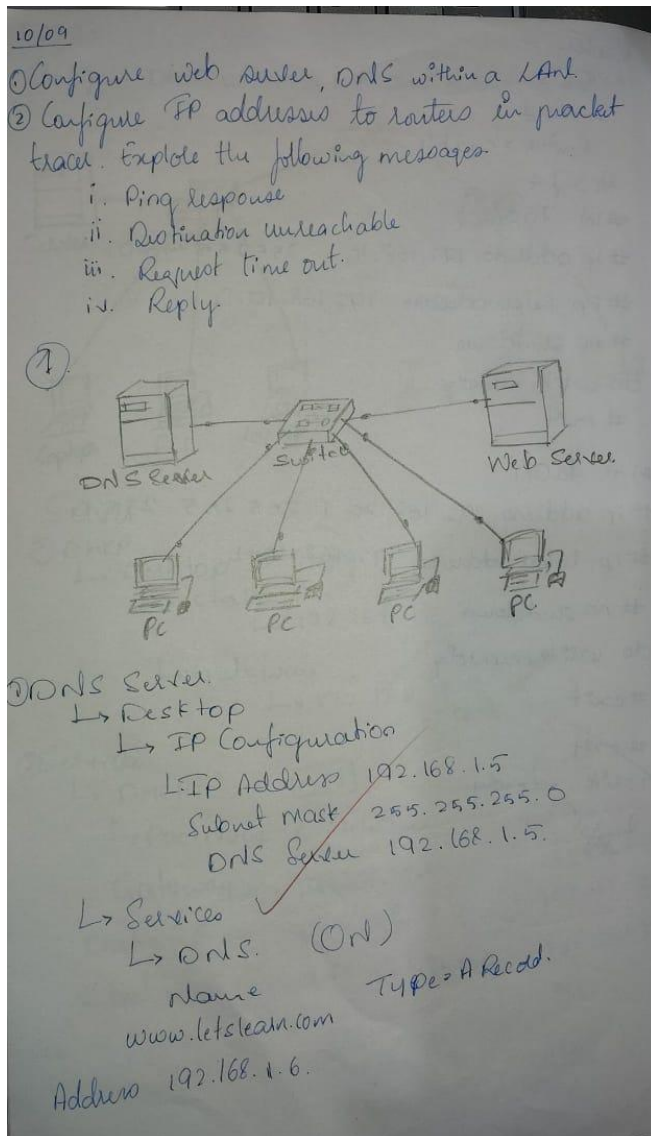 10/09
① Configure web server, DNS within a LAN.
② Configure IP addresses to routers in packet
tracer. Explore the following messages.
i. Ping response
ii. Destination unreachable
iii. Request time out.
iv. Reply.
①.
DNS Server
Switch
Web Server.
PC
PC
PC
PC
① DNS Server.
↳ Desktop
↳ IP Configuration
↳ IP Address 192.168.1.5
Subnet Mask 255.255.255.0
DNS Server 192.168.1.5.
↳ Services
↳ DNS. (ON)
Name Type = A Record.
www.letslearn.com
Address 192.168.1.6.